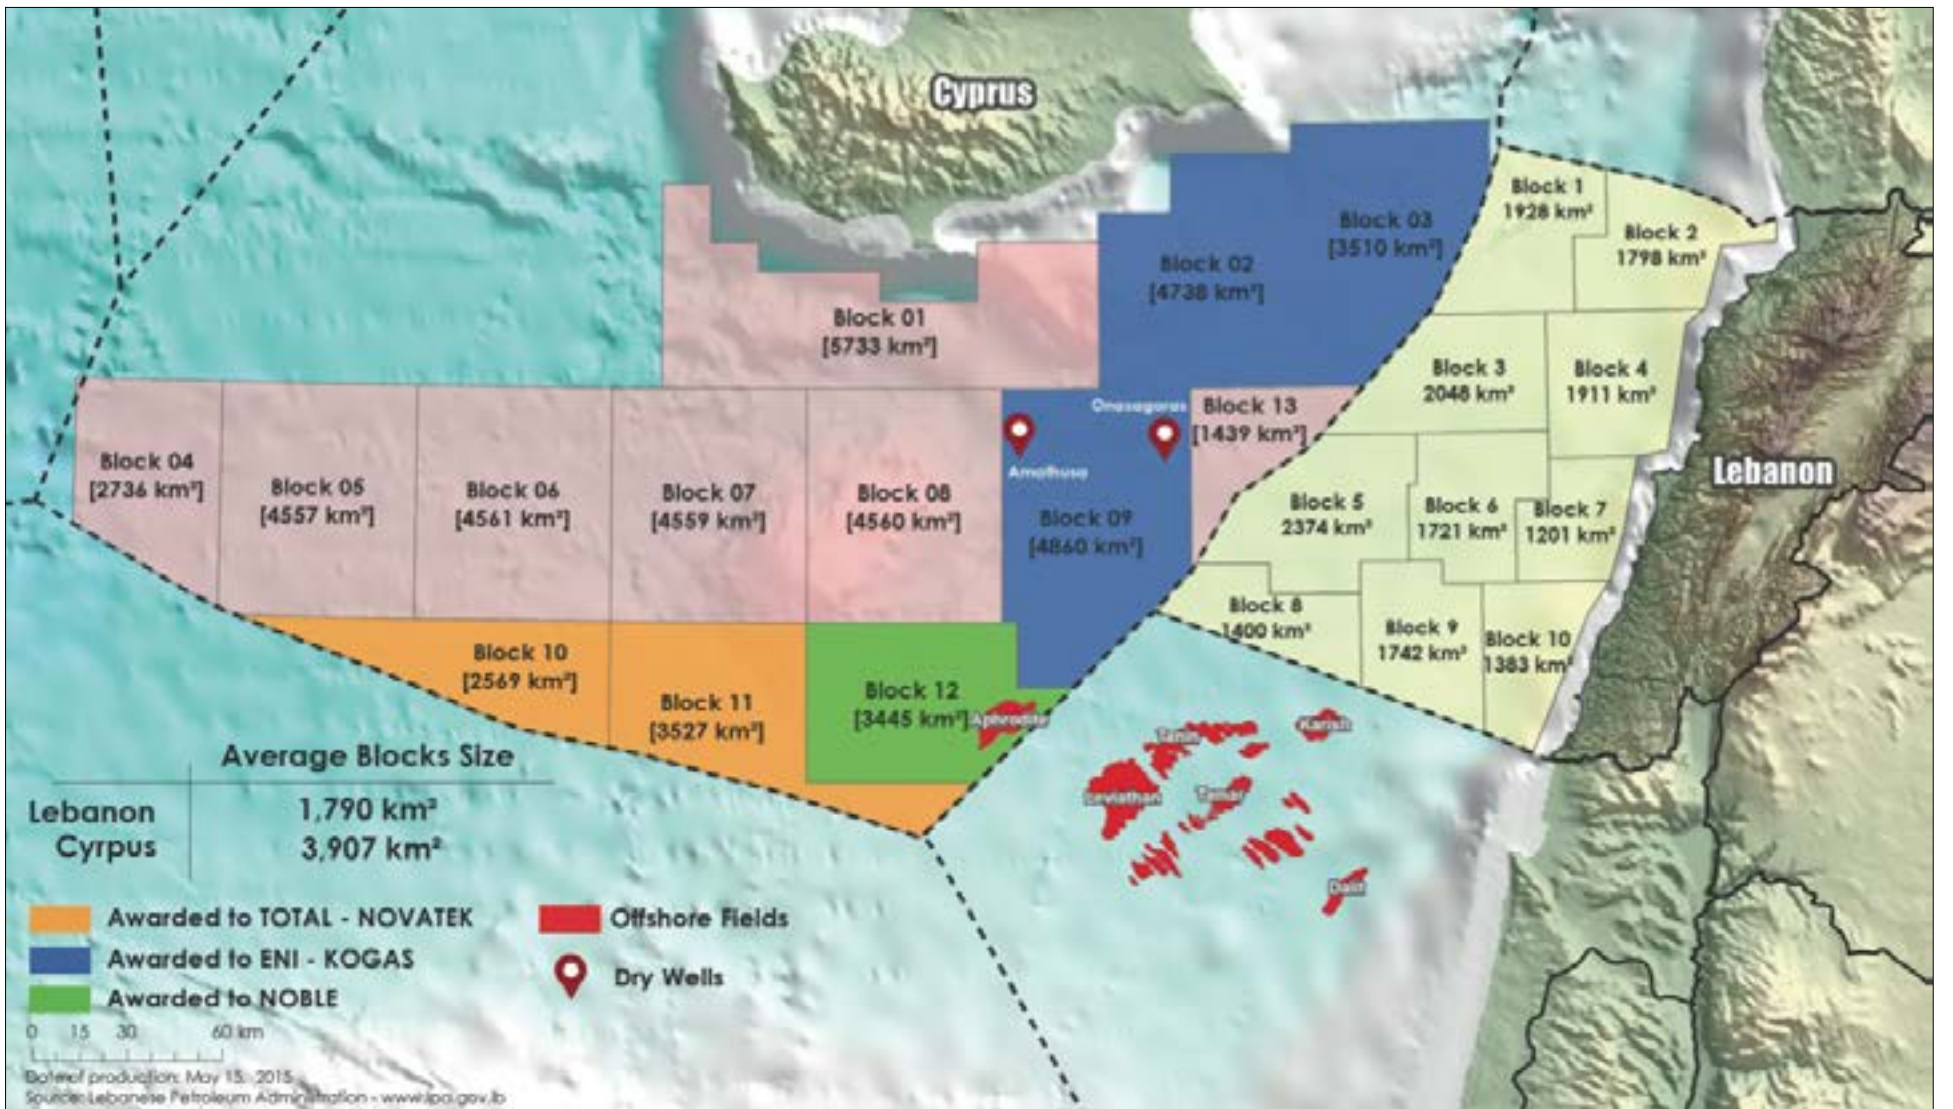 Cyprus
Block 1
1928 km²
Block 2
1798 km²
Block 03
[3510 km²]
Block 02
[4738 km²]
Block 01
[5733 km²]
Block 3
2048 km²
Block 4
1911 km²
Onasagoras
Block 13
[1439 km²]
Amathusa
Block 04
[2736 km²]
Block 05
[4557 km²]
Block 06
[4561 km²]
Block 07
[4559 km²]
Block 08
[4560 km²]
Block 09
[4860 km²]
Lebanon
Block 5
2374 km²
Block 6
1721 km²
Block 7
1201 km²
Block 8
1400 km²
Block 9
1742 km²
Block 10
1383 km²
Block 10
[2569 km²]
Block 11
[3527 km²]
Block 12
[3445 km²]
Aphrodite
Tanin
Karish
Leviathan
Tamar
Dalit
Average Blocks Size
Lebanon 1,790 km²
Cyrpus 3,907 km²
Awarded to TOTAL - NOVATEK
Awarded to ENI - KOGAS
Awarded to NOBLE
Offshore Fields
Dry Wells
0 15 30 60 km
Date of production: May 15, 2015
Source: Lebanese Petroleum Administration - www.lpa.gov.lb